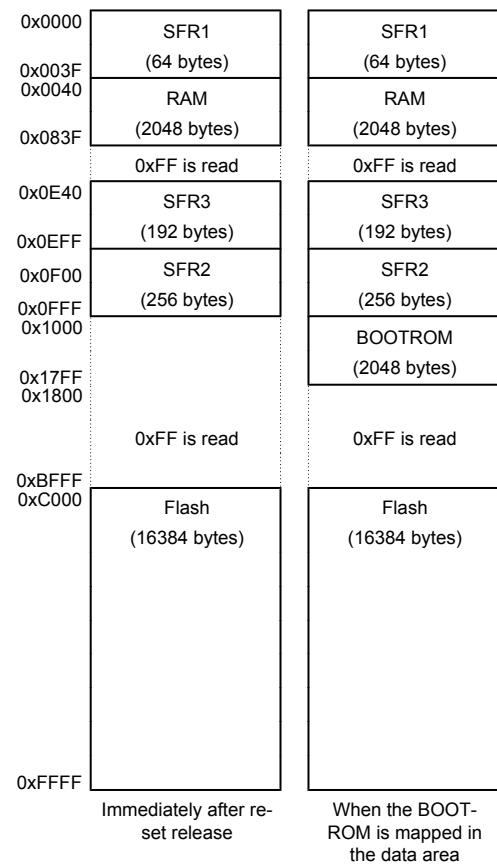 0x0000
SFR1
(64 bytes)
SFR1
(64 bytes)
0x003F
0x0040
RAM
(2048 bytes)
RAM
(2048 bytes)
0x083F
0xFF is read
0xFF is read
0x0E40
SFR3
(192 bytes)
SFR3
(192 bytes)
0x0EFF
0x0F00
SFR2
(256 bytes)
SFR2
(256 bytes)
0x0FFF
0x1000
BOOTROM
(2048 bytes)
0x17FF
0x1800
0xFF is read
0xFF is read
0xBFFF
0xC000
Flash
(16384 bytes)
Flash
(16384 bytes)
0xFFFF
Immediately after re-
set release
When the BOOT-
ROM is mapped in
the data area